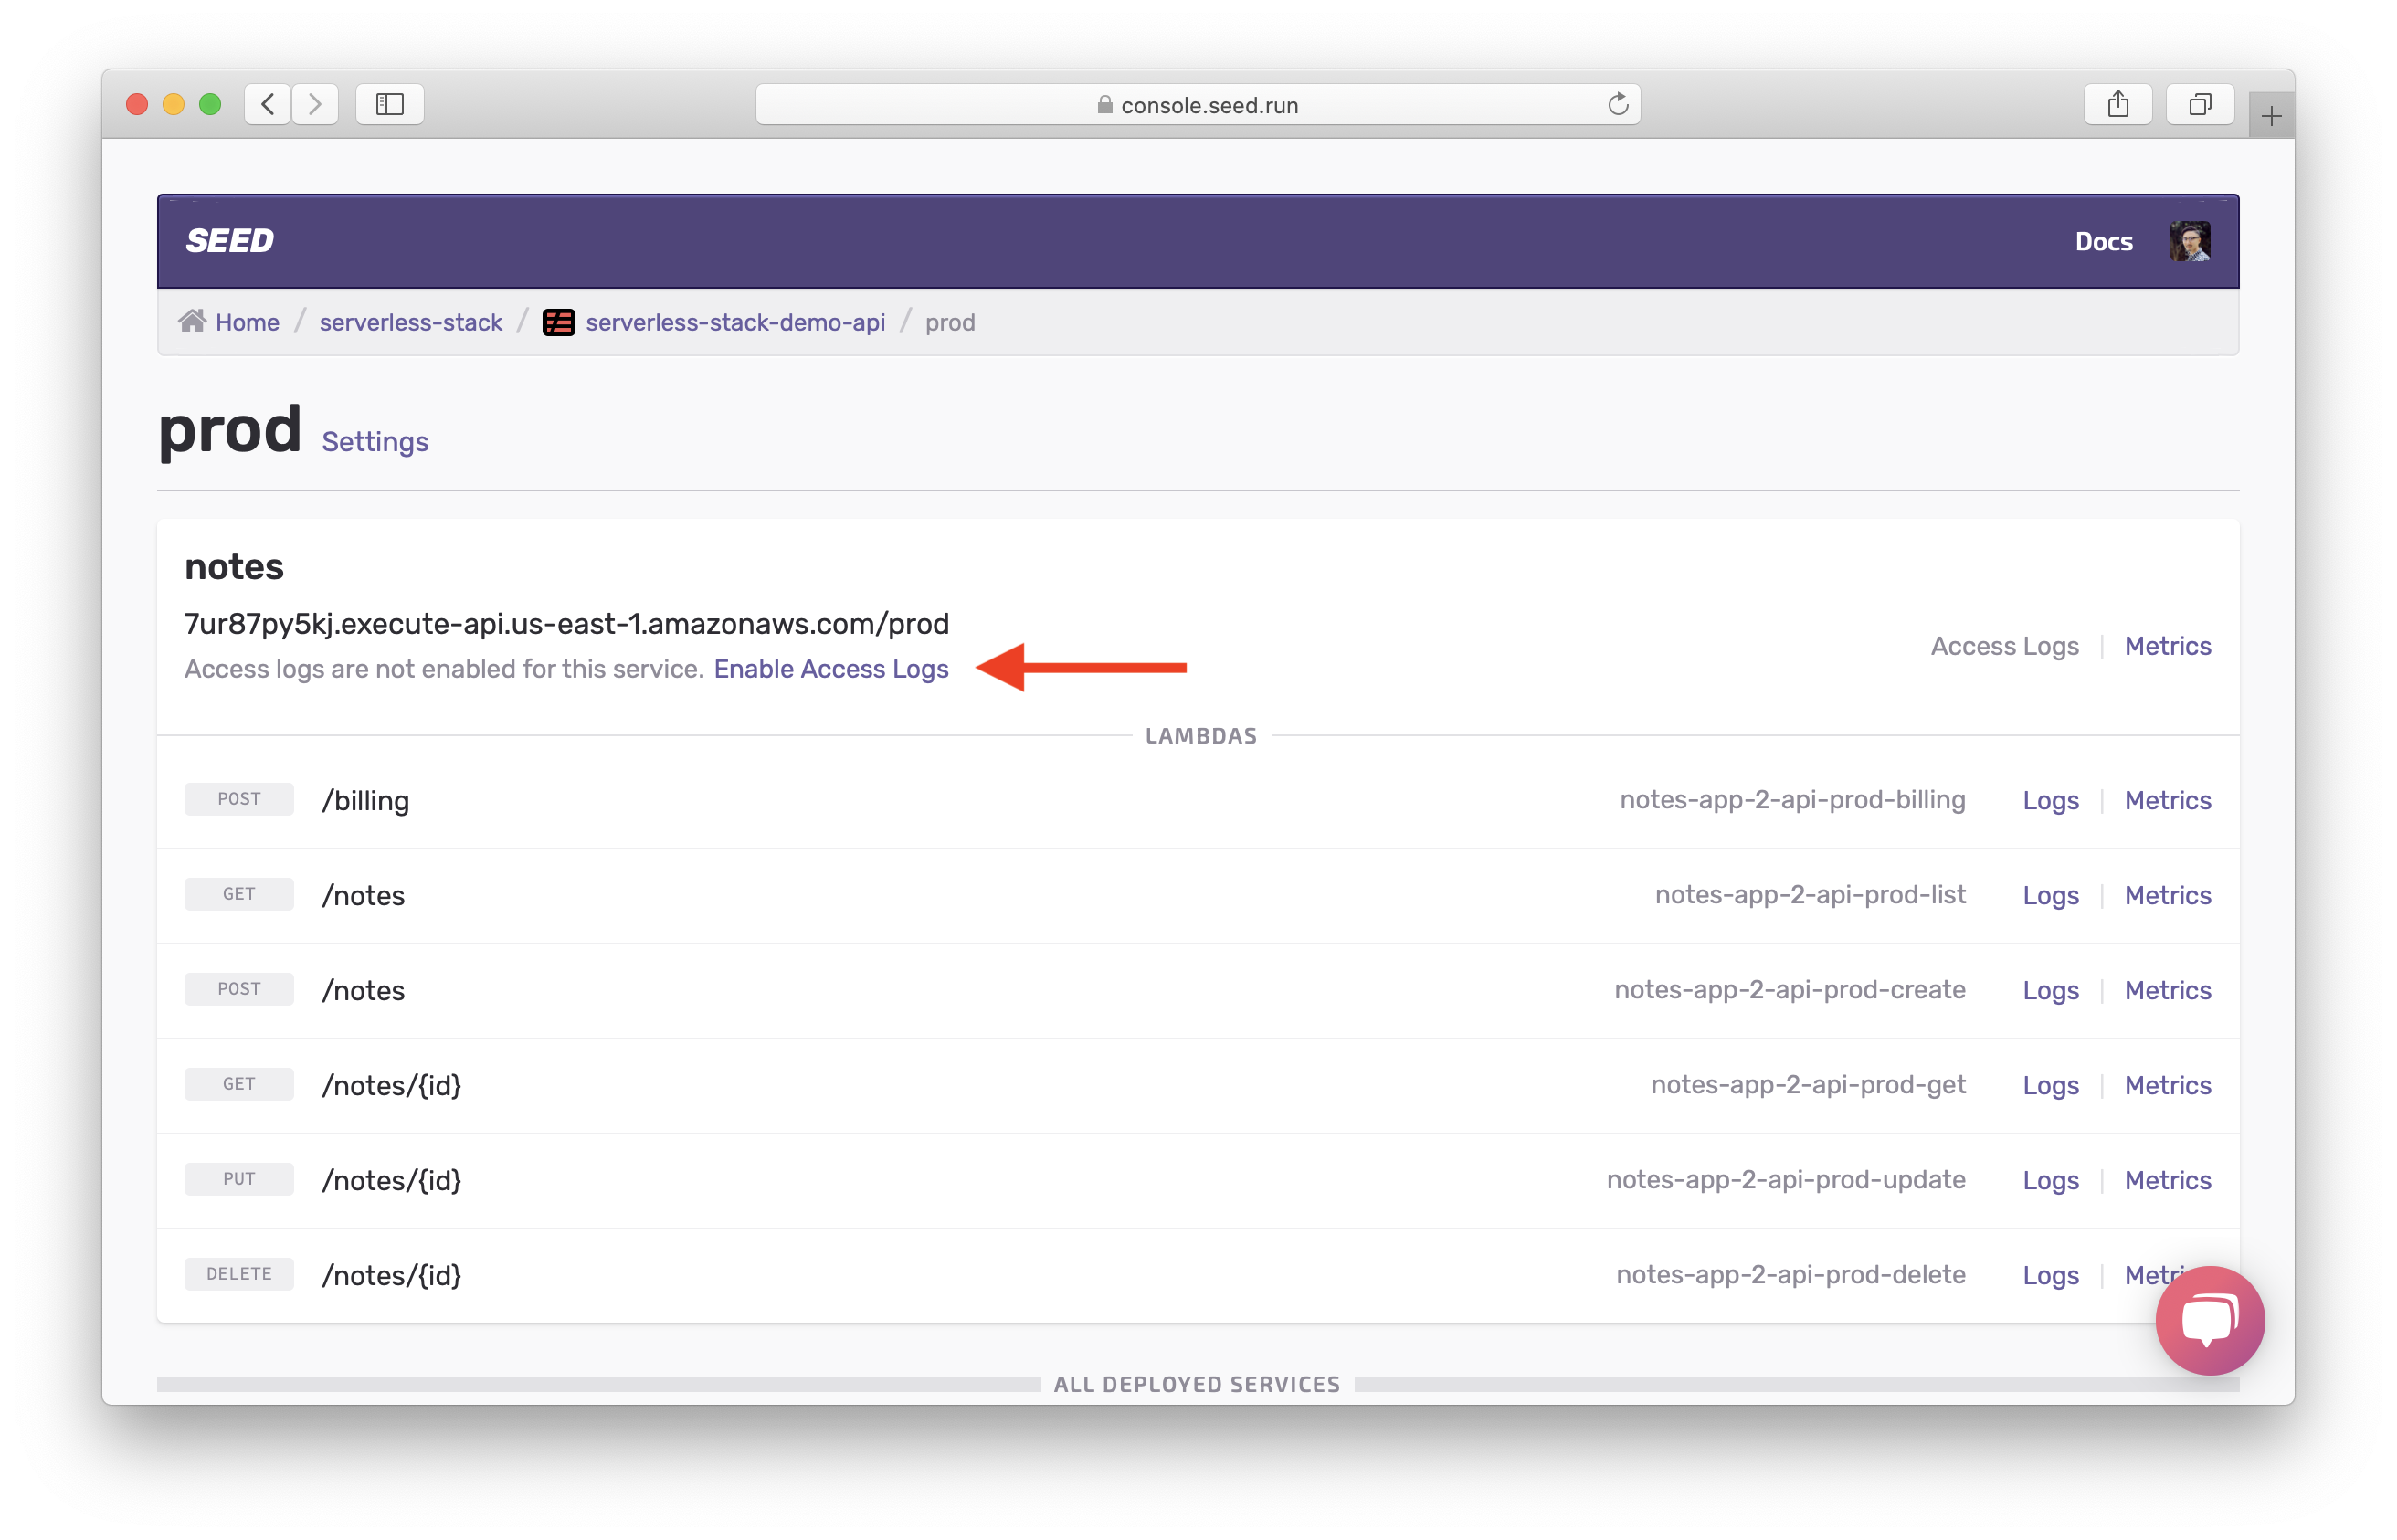 console.seed.run
SEED
Docs
Home / serverless-stack / serverless-stack-demo-api / prod
prod Settings
notes
7ur87py5kj.execute-api.us-east-1.amazonaws.com/prod
Access logs are not enabled for this service. Enable Access Logs
Access Logs | Metrics
LAMBDAS
POST /billing notes-app-2-api-prod-billing Logs | Metrics
GET /notes notes-app-2-api-prod-list Logs | Metrics
POST /notes notes-app-2-api-prod-create Logs | Metrics
GET /notes/{id} notes-app-2-api-prod-get Logs | Metrics
PUT /notes/{id} notes-app-2-api-prod-update Logs | Metrics
DELETE /notes/{id} notes-app-2-api-prod-delete Logs |
ALL DEPLOYED SERVICES